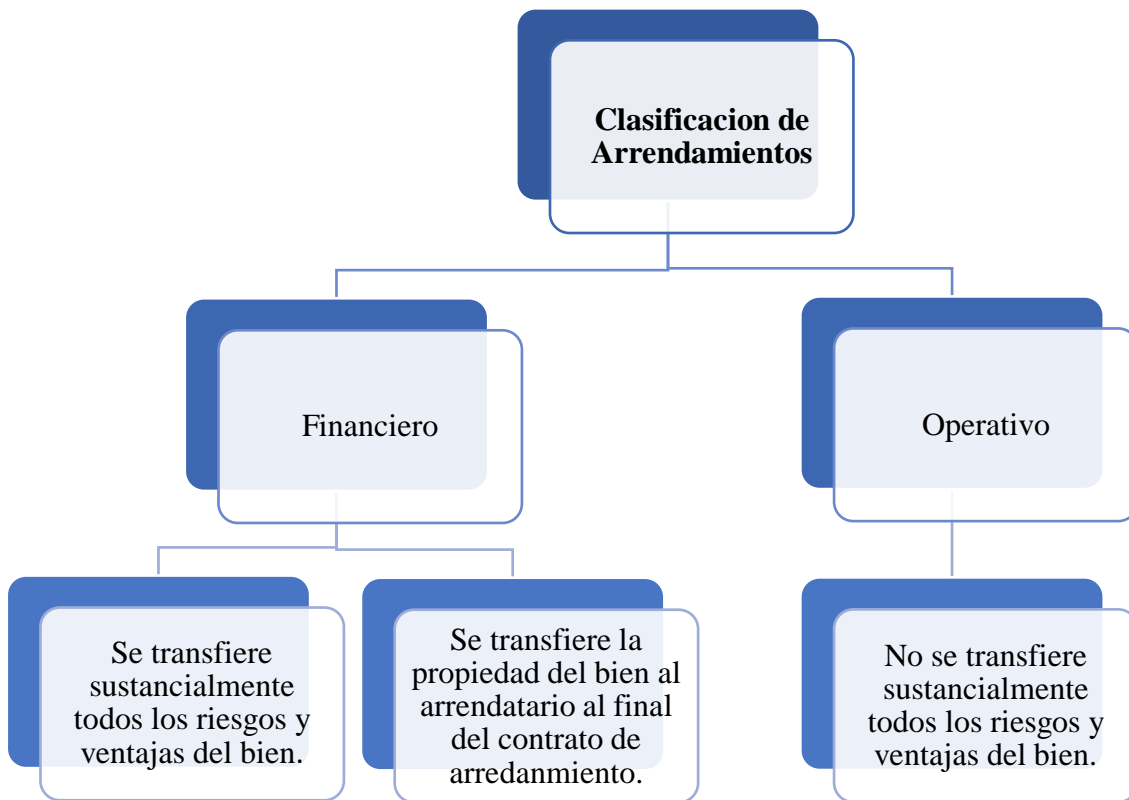 Clasificacion de
Arrendamientos
Financiero
Operativo
Se transfiere
sustancialmente
todos los riesgos y
ventajas del bien.
Se transfiere la
propiedad del bien al
arrendatario al final
del contrato de
arredanmiento.
No se transfiere
sustancialmente
todos los riesgos y
ventajas del bien.